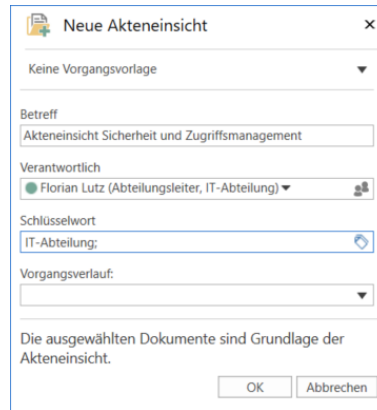 Neue Akteneinsicht
Keine Vorgangsvorlage
Betreff
Akteneinsicht Sicherheit und Zugriffsmanagement
Verantwortlich
Florian Lutz (Abteilungsleiter, IT-Abteilung)
Schlüsselwort
IT-Abteilung;
Vorgangsverlauf:
Die ausgewählten Dokumente sind Grundlage der
Akteneinsicht.
OK Abbrechen